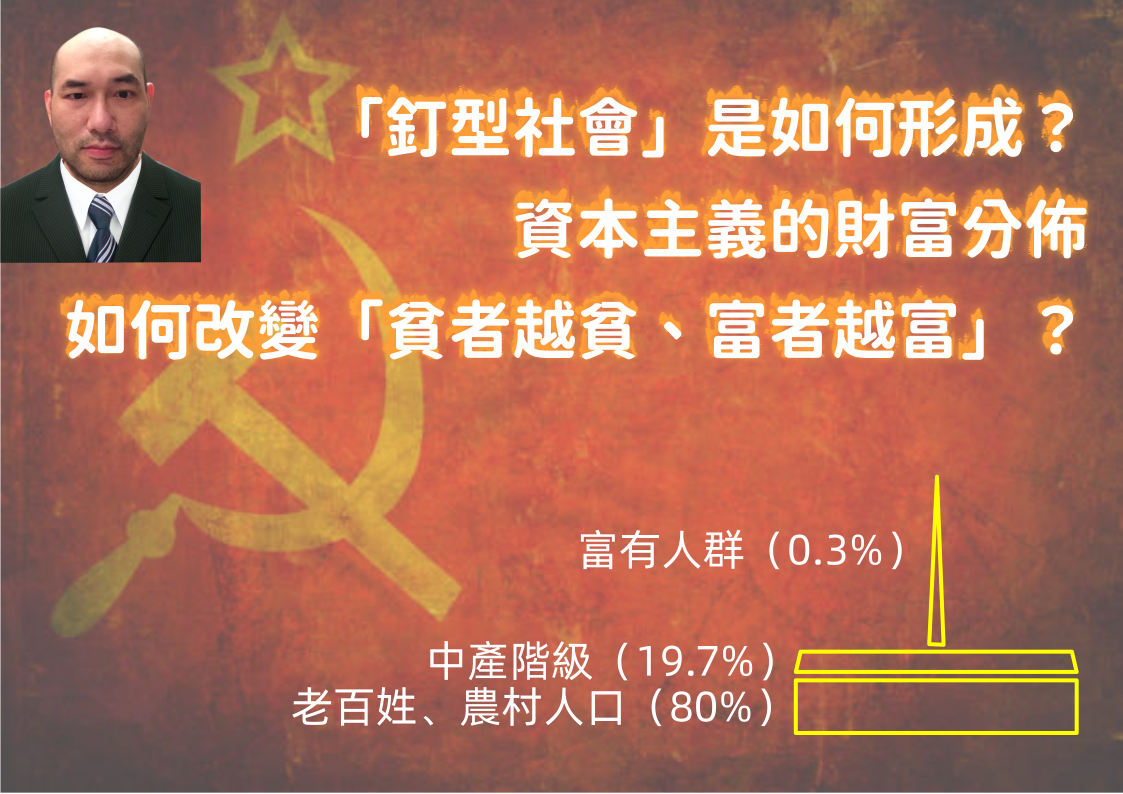 「釘型社會」是如何形成？
資本主義的財富分佈
如何改變「貧者越貧、富者越富」？
富有人群（0.3%）
中產階級（19.7%）
老百姓、農村人口（80%）